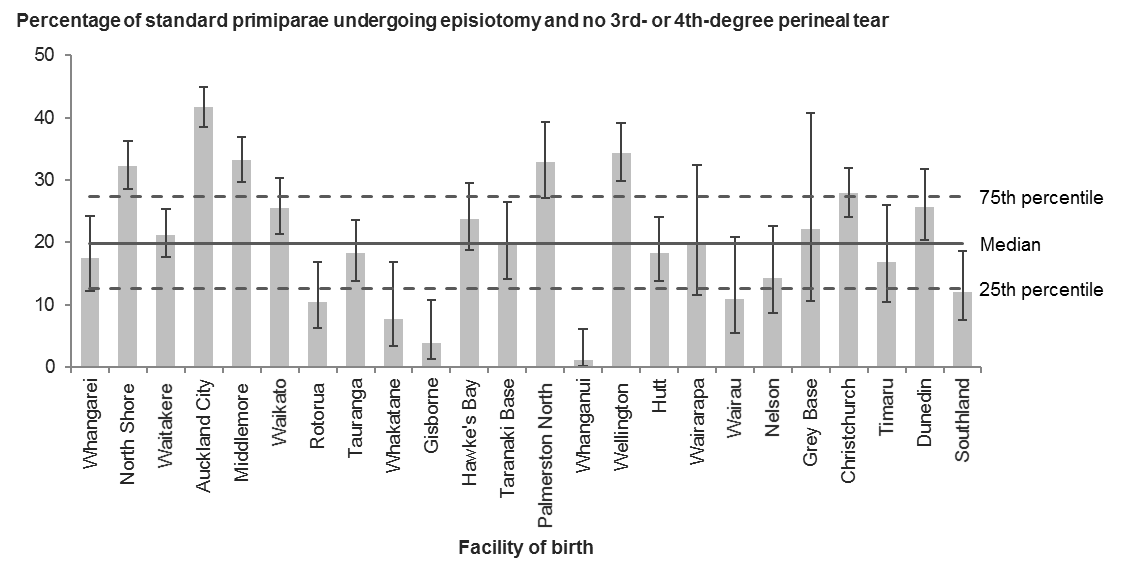 Percentage of standard primiparae undergoing episiotomy and no 3rd- or 4th-degree perineal tear
50
40
30
20
10
0
75th percentile
Median
25th percentile
Whangarei
North Shore
Waitakere
Auckland City
Middlemore
Waikato
Rotorua
Tauranga
Whakatane
Gisborne
Hawke's Bay
Taranaki Base
Palmerston North
Whanganui
Wellington
Hutt
Wairarapa
Wairau
Nelson
Grey Base
Christchurch
Timaru
Dunedin
Southland
Facility of birth